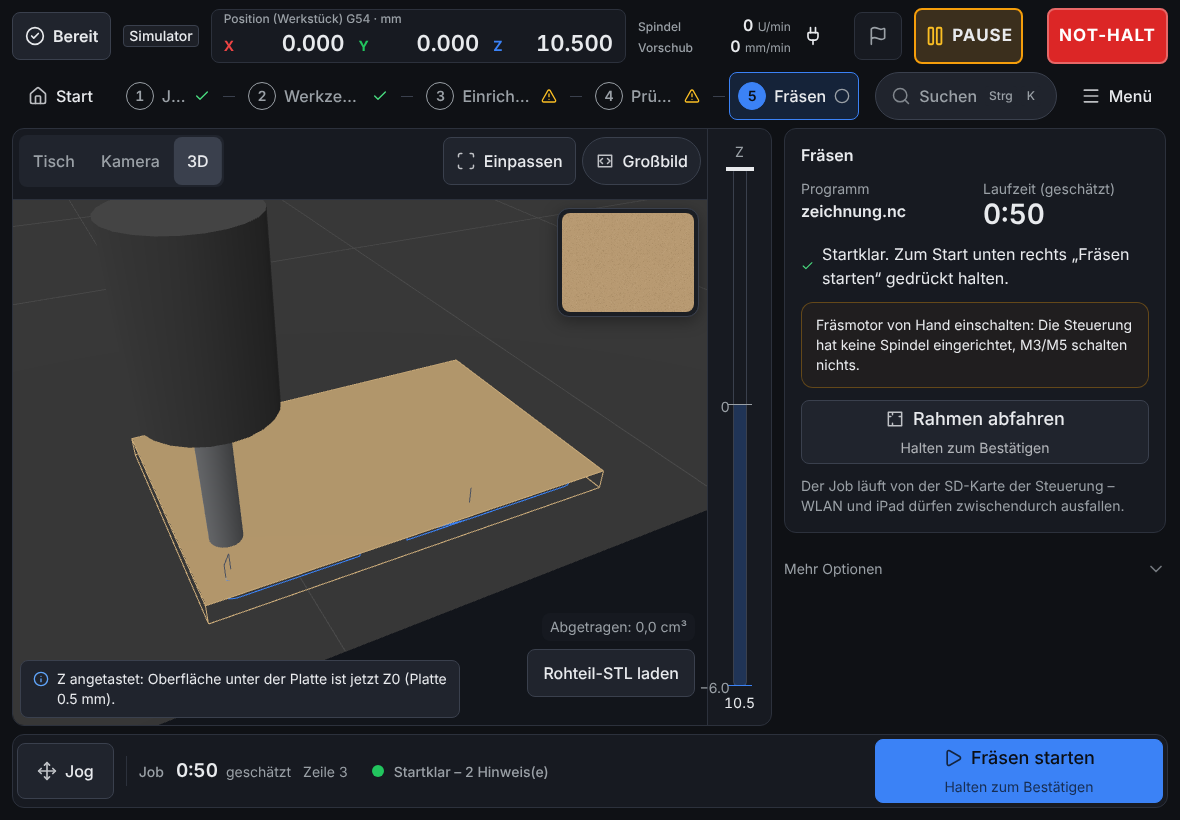 Bereit
Simulator
Position (Werkstück) G54 · mm
X 0.000 Y 0.000 Z 10.500
Spindel 0 U/min
Vorschub 0 mm/min
PAUSE
NOT-HALT
Start
1 J...
2 Werkze...
3 Einrich...
4 Prü...
5 Fräsen
Suchen Strg K
Menü
Tisch
Kamera
3D
Einpassen
Großbild
Z
0
−6.0
10.5
Abgetragen: 0,0 cm³
Rohteil-STL laden
Z angetastet: Oberfläche unter der Platte ist jetzt Z0 (Platte
0.5 mm).
Fräsen
Programm
zeichnung.nc
Laufzeit (geschätzt)
0:50
Startklar. Zum Start unten rechts „Fräsen
starten“ gedrückt halten.
Fräsmotor von Hand einschalten: Die Steuerung
hat keine Spindel eingerichtet, M3/M5 schalten
nichts.
Rahmen abfahren
Halten zum Bestätigen
Der Job läuft von der SD-Karte der Steuerung –
WLAN und iPad dürfen zwischendurch ausfallen.
Mehr Optionen
Jog
Job 0:50 geschätzt Zeile 3
Startklar – 2 Hinweis(e)
Fräsen starten
Halten zum Bestätigen